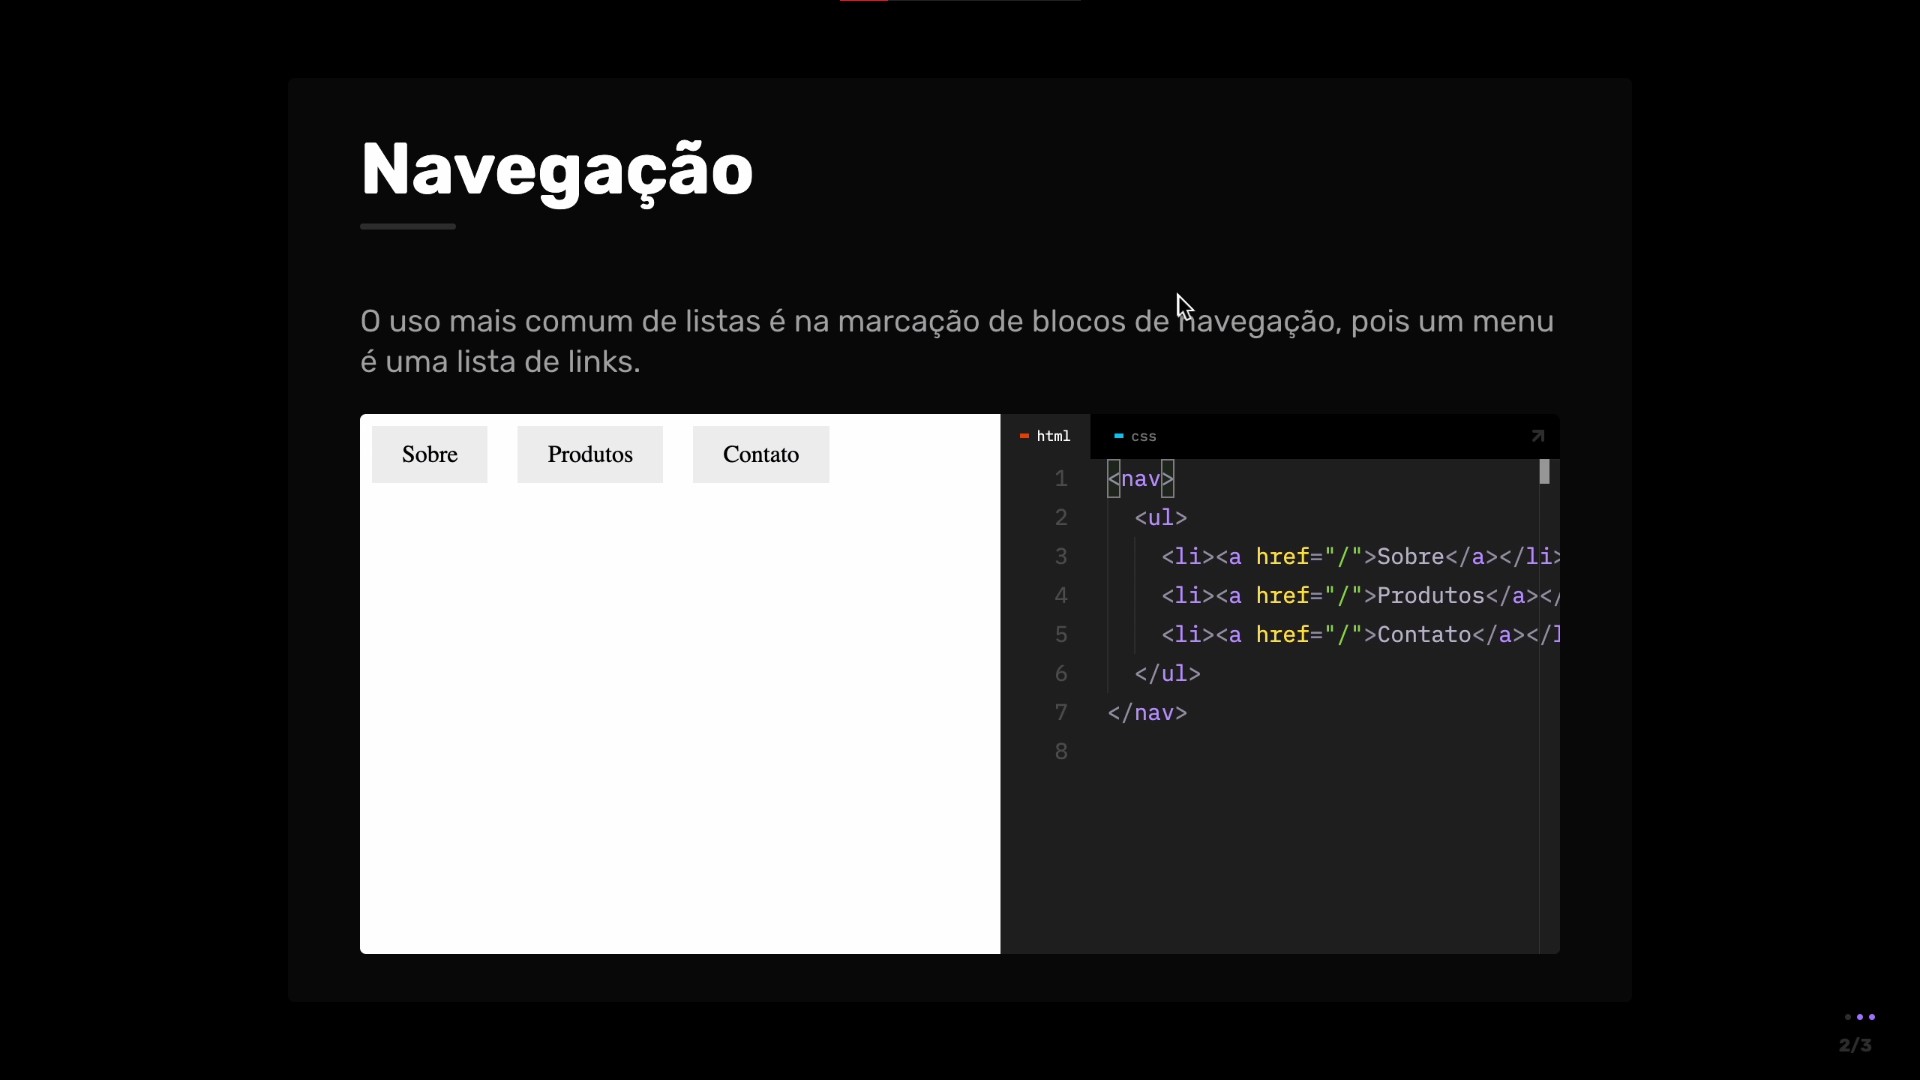 Navegação
O uso mais comum de listas é na marcação de blocos de navegação, pois um menu
é uma lista de links.
Sobre
Produtos
Contato
html
css
1 <nav>
2 <ul>
3 <li><a href="/">Sobre</a></li>
4 <li><a href="/">Produtos</a></
5 <li><a href="/">Contato</a></l
6 </ul>
7 </nav>
8
2/3